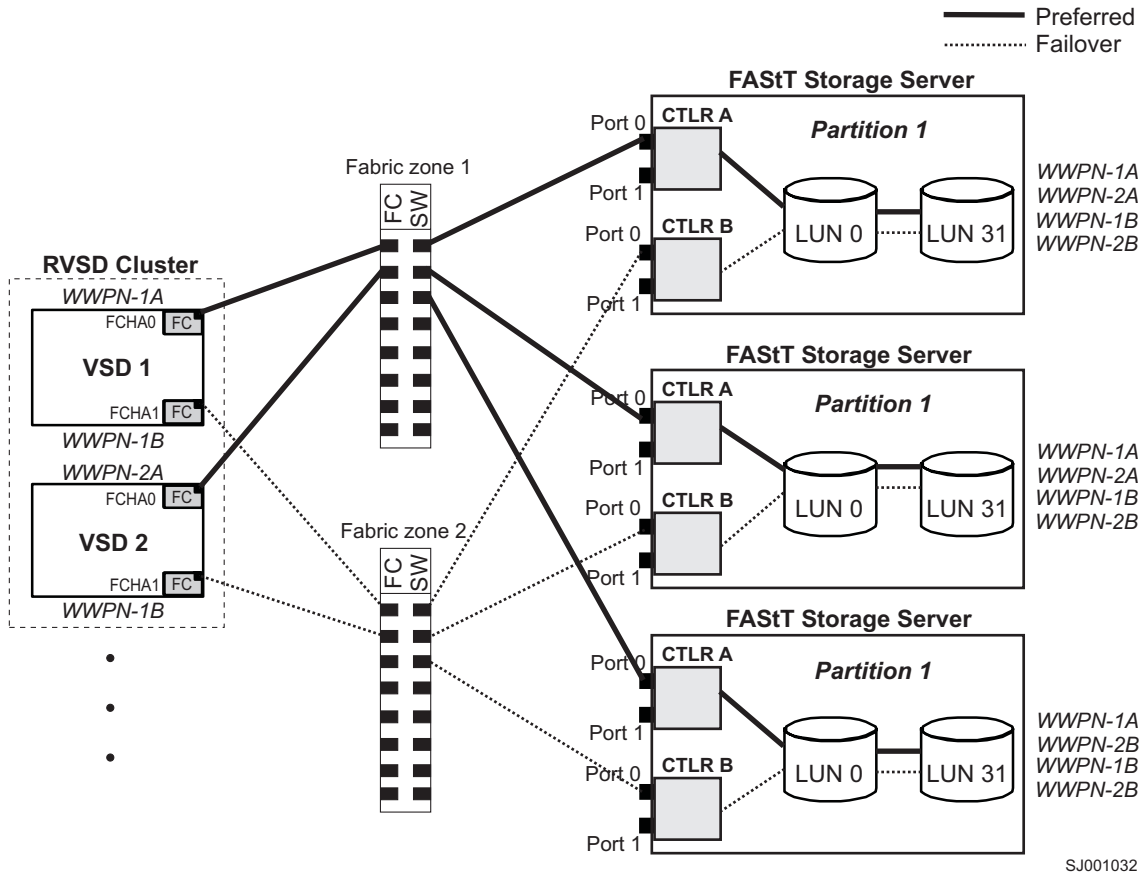 Preferred
Failover
FAStT Storage Server
CTLR A
Partition 1
Port 0
Port 1
Port 0
CTLR B
Port 1
LUN 0
LUN 31
WWPN-1A
WWPN-2A
WWPN-1B
WWPN-2B
Fabric zone 1
FC
SW
RVSD Cluster
WWPN-1A
FCHA0
FC
VSD 1
FCHA1
FC
WWPN-1B
WWPN-2A
FCHA0
FC
VSD 2
FCHA1
FC
WWPN-1B
Fabric zone 2
FC
SW
FAStT Storage Server
CTLR A
Partition 1
Port 0
Port 1
Port 0
CTLR B
Port 1
LUN 0
LUN 31
WWPN-1A
WWPN-2A
WWPN-1B
WWPN-2B
FAStT Storage Server
CTLR A
Partition 1
Port 0
Port 1
Port 0
CTLR B
Port 1
LUN 0
LUN 31
WWPN-1A
WWPN-2B
WWPN-1B
WWPN-2B
SJ001032